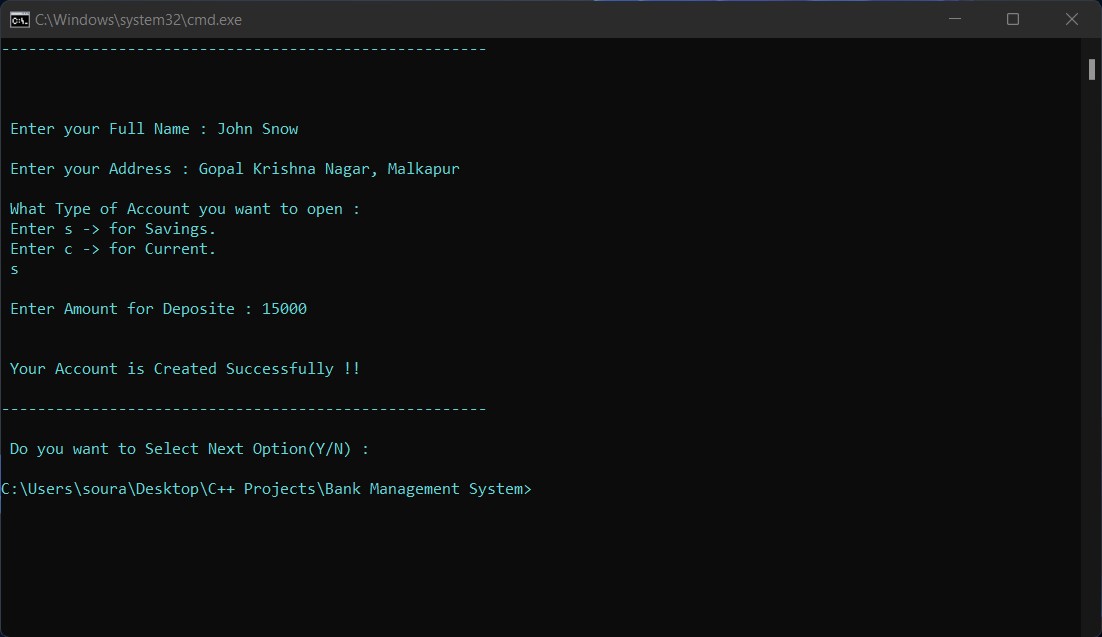 C:\Windows\system32\cmd.exe
------------------------------------------------------
Enter your Full Name : John Snow
Enter your Address : Gopal Krishna Nagar, Malkapur
What Type of Account you want to open :
Enter s -> for Savings.
Enter c -> for Current.
s
Enter Amount for Deposite : 15000
Your Account is Created Successfully !!
------------------------------------------------------
Do you want to Select Next Option(Y/N) :
C:\Users\soura\Desktop\C++ Projects\Bank Management System>